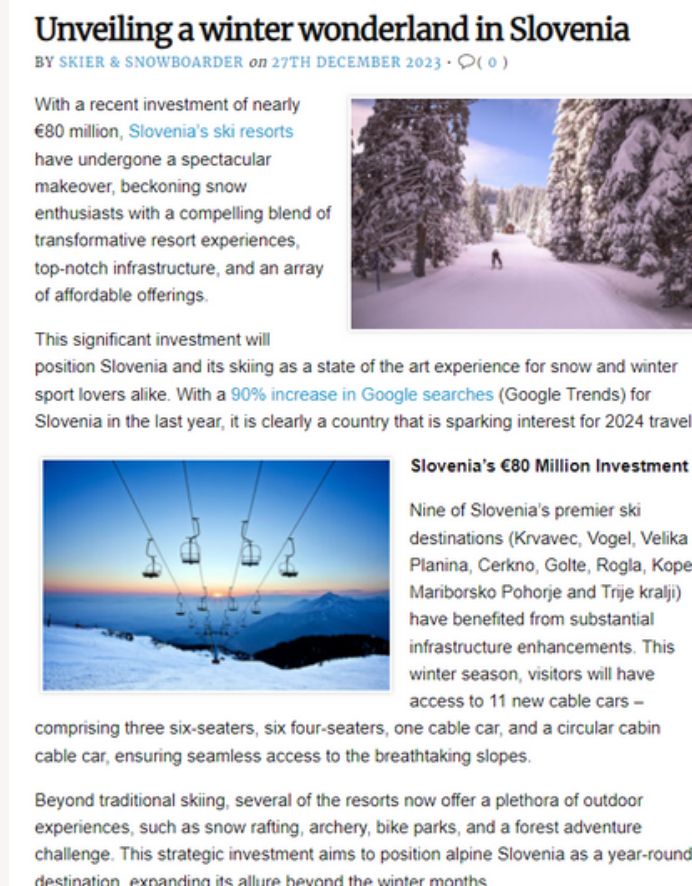 Unveiling a winter wonderland in Slovenia
BY SKIER & SNOWBOARDER on 27TH DECEMBER 2023 · ( 0 )
With a recent investment of nearly
€80 million, Slovenia's ski resorts
have undergone a spectacular
makeover, beckoning snow
enthusiasts with a compelling blend of
transformative resort experiences,
top-notch infrastructure, and an array
of affordable offerings.
This significant investment will
position Slovenia and its skiing as a state of the art experience for snow and winter
sport lovers alike. With a 90% increase in Google searches (Google Trends) for
Slovenia in the last year, it is clearly a country that is sparking interest for 2024 travel
Slovenia's €80 Million Investment
Nine of Slovenia's premier ski
destinations (Krvavec, Vogel, Velika
Planina, Cerkno, Golte, Rogla, Kope
Mariborsko Pohorje and Trije kralji)
have benefited from substantial
infrastructure enhancements. This
winter season, visitors will have
access to 11 new cable cars –
comprising three six-seaters, six four-seaters, one cable car, and a circular cabin
cable car, ensuring seamless access to the breathtaking slopes.
Beyond traditional skiing, several of the resorts now offer a plethora of outdoor
experiences, such as snow rafting, archery, bike parks, and a forest adventure
challenge. This strategic investment aims to position alpine Slovenia as a year-round
destination, expanding its allure beyond the winter months.